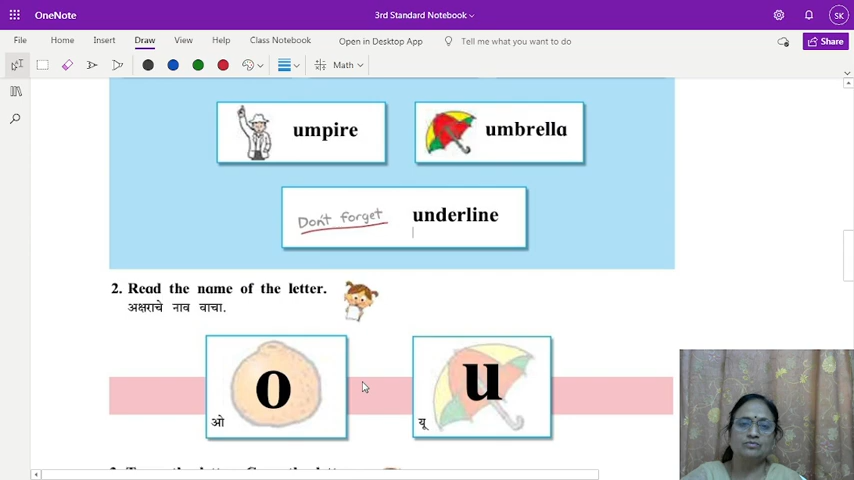 OneNote
3rd Standard Notebook
SK
File Home Insert Draw View Help Class Notebook Open in Desktop App Tell me what you want to do Share
Math
umpire umbrella
Don't forget underline
2. Read the name of the letter.
अक्षराचे नाव वाचा.
o u
ओ यू